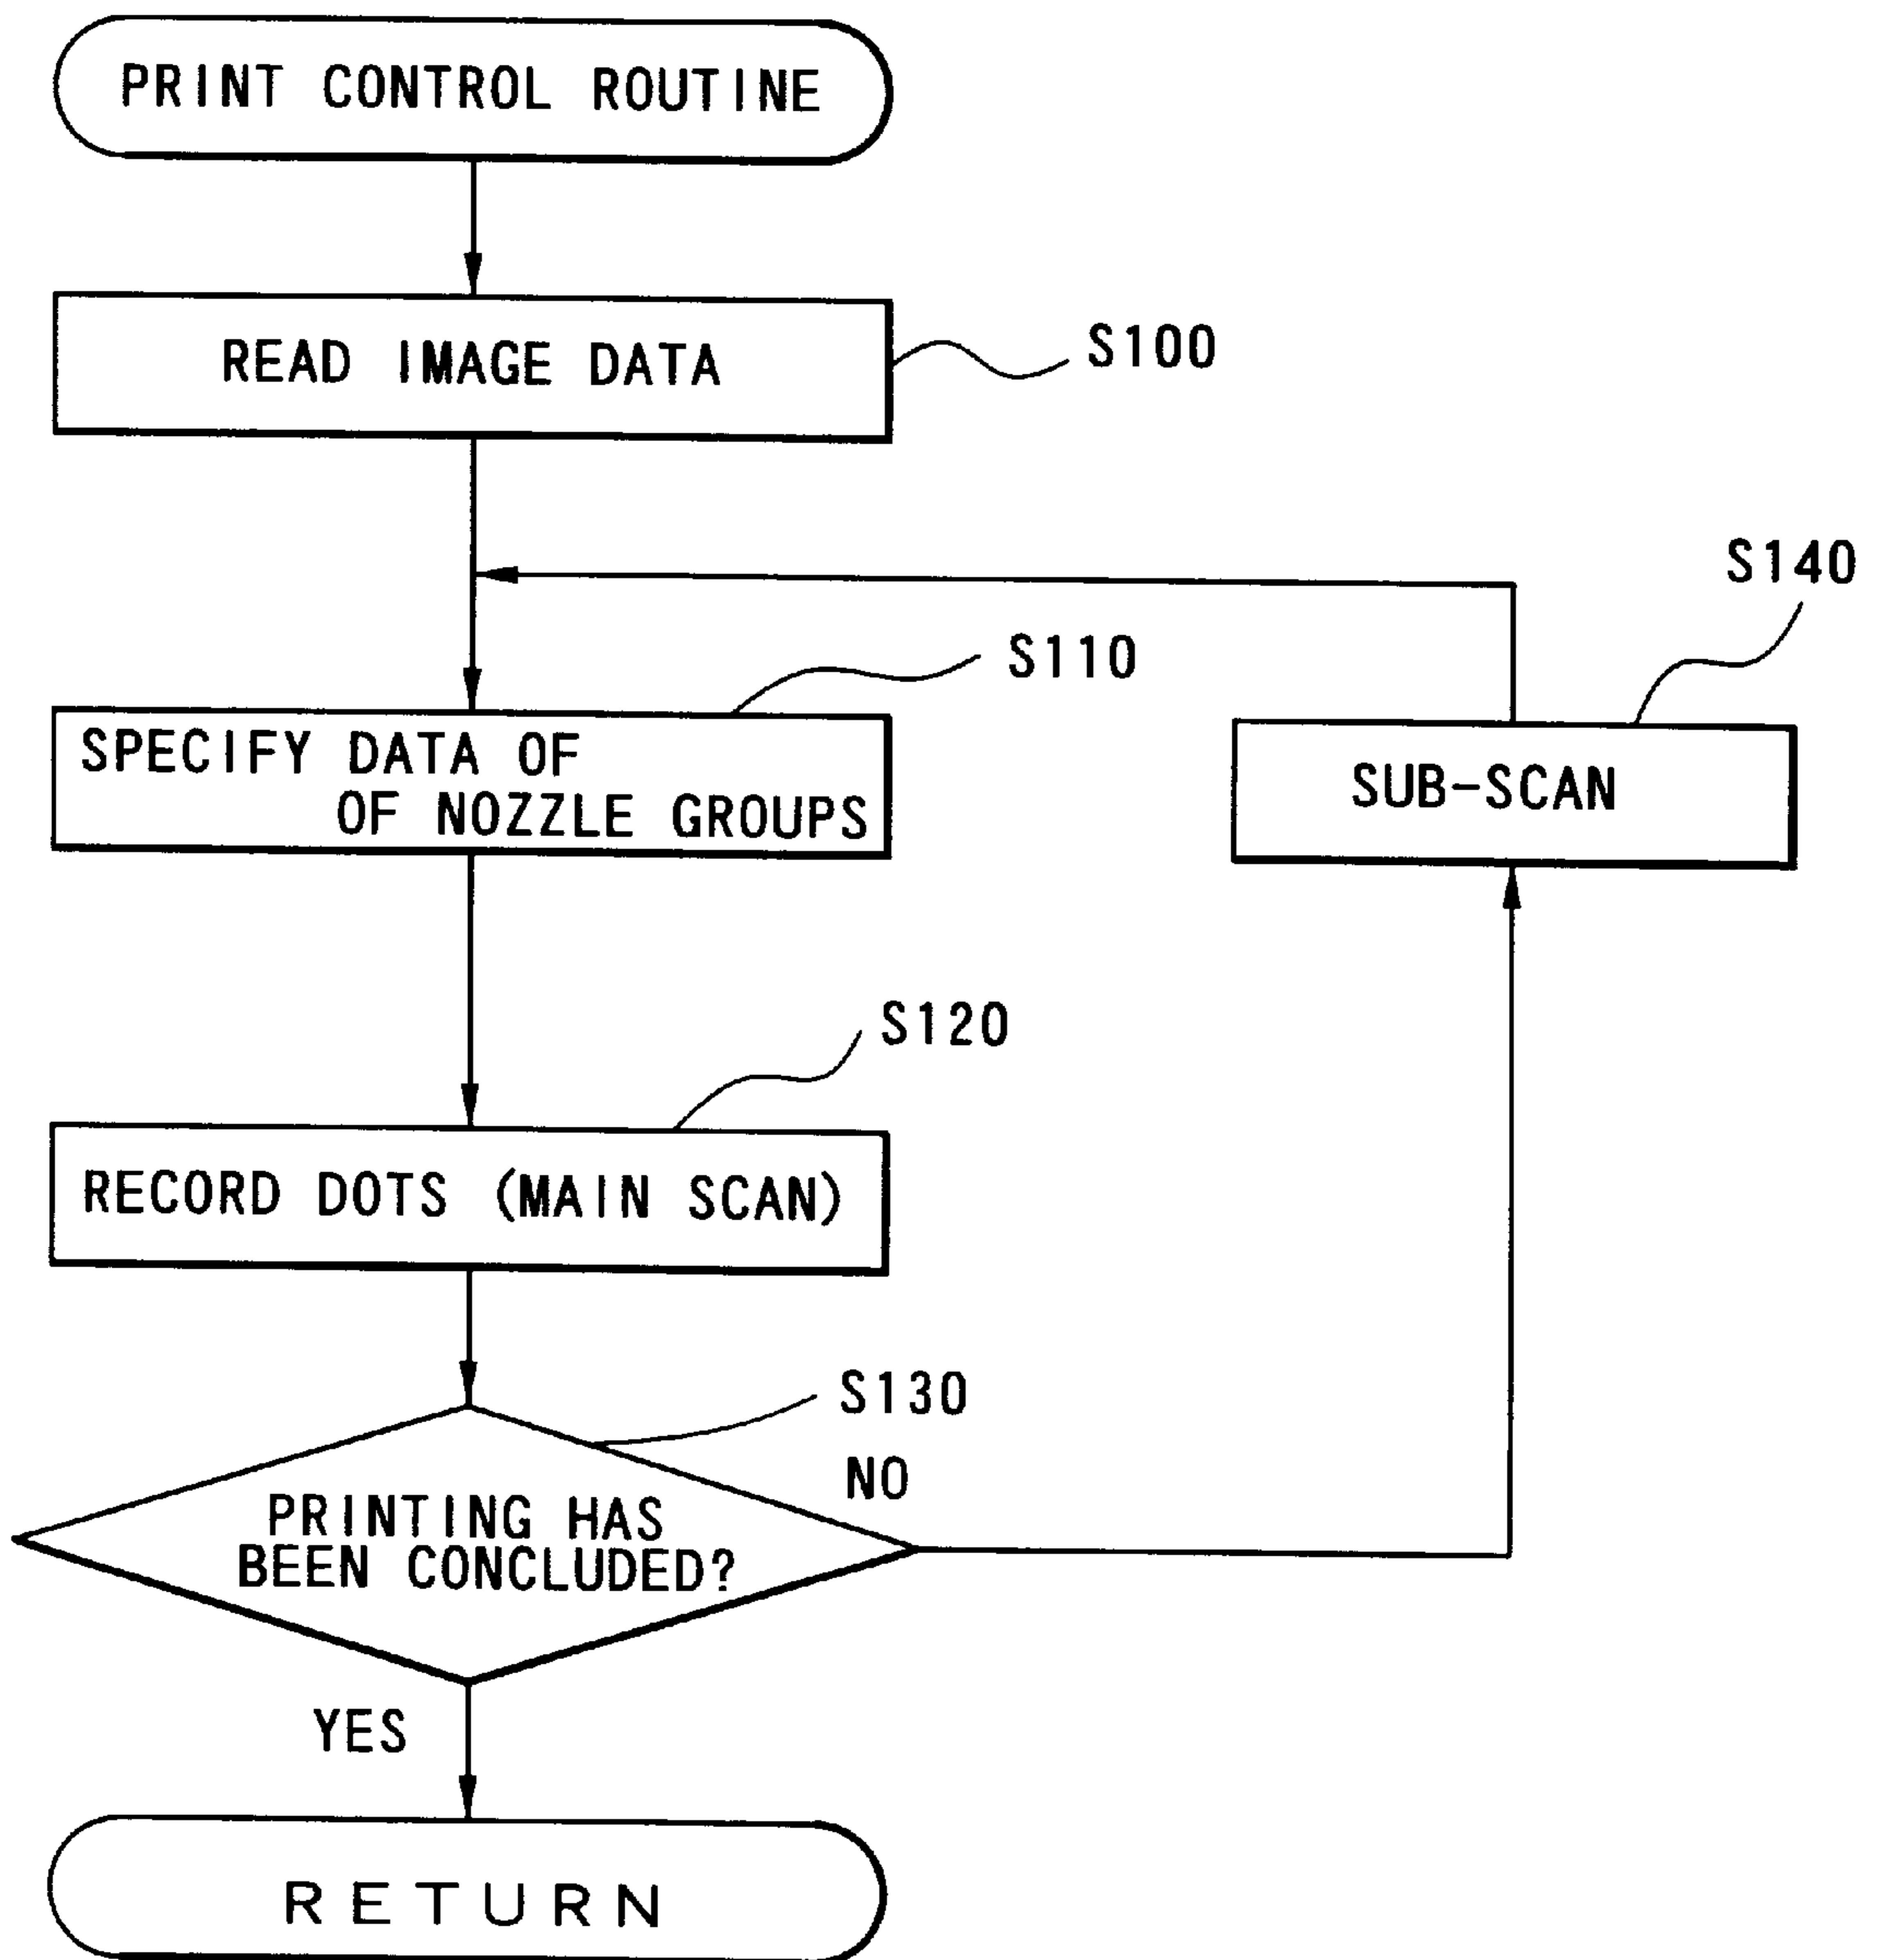 PRINT CONTROL ROUTINE
READ IMAGE DATA
S100
S140
S110
SPECIFY DATA OF
OF NOZZLE GROUPS
SUB-SCAN
S120
RECORD DOTS (MAIN SCAN)
S130
NO
PRINTING HAS
BEEN CONCLUDED?
YES
RETURN